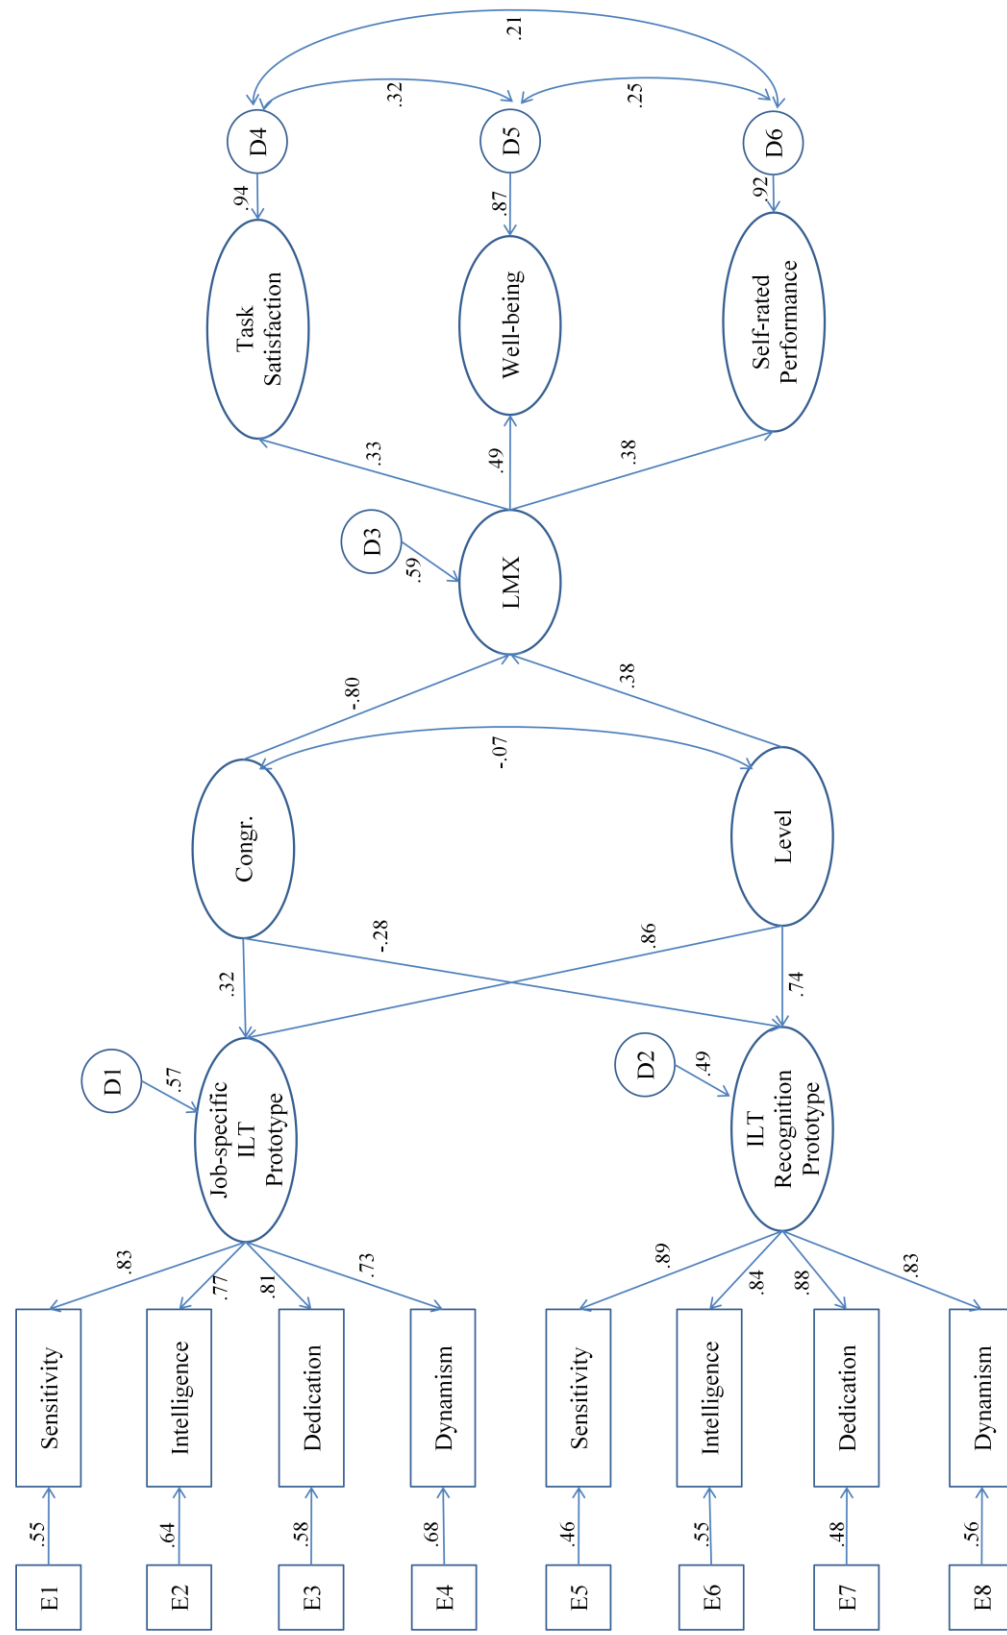 E1
.55
Sensitivity
.83
E2
.64
Intelligence
.77
E3
.58
Dedication
.81
E4
.68
Dynamism
.73
D1
.57
Job-specific
ILT
Prototype
.32
Congr.
-.80
-.28
.86
-.07
E5
.46
Sensitivity
.89
E6
.55
Intelligence
.84
E7
.48
Dedication
.88
E8
.56
Dynamism
.83
D2
.49
ILT
Recognition
Prototype
.74
Level
.38
D3
.59
LMX
.33
.49
.38
Task
Satisfaction
.94
D4
.32
.21
Well-being
.87
D5
.25
Self-rated
Performance
.92
D6